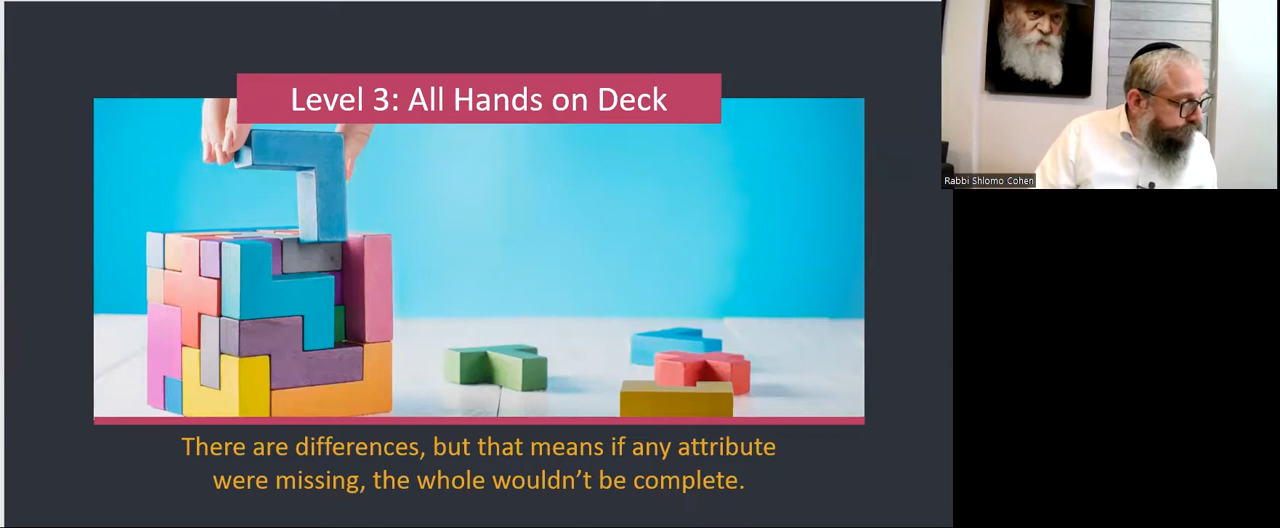 Level 3: All Hands on Deck
There are differences, but that means if any attribute
were missing, the whole wouldn’t be complete.
Rabbi Shlomo Cohen